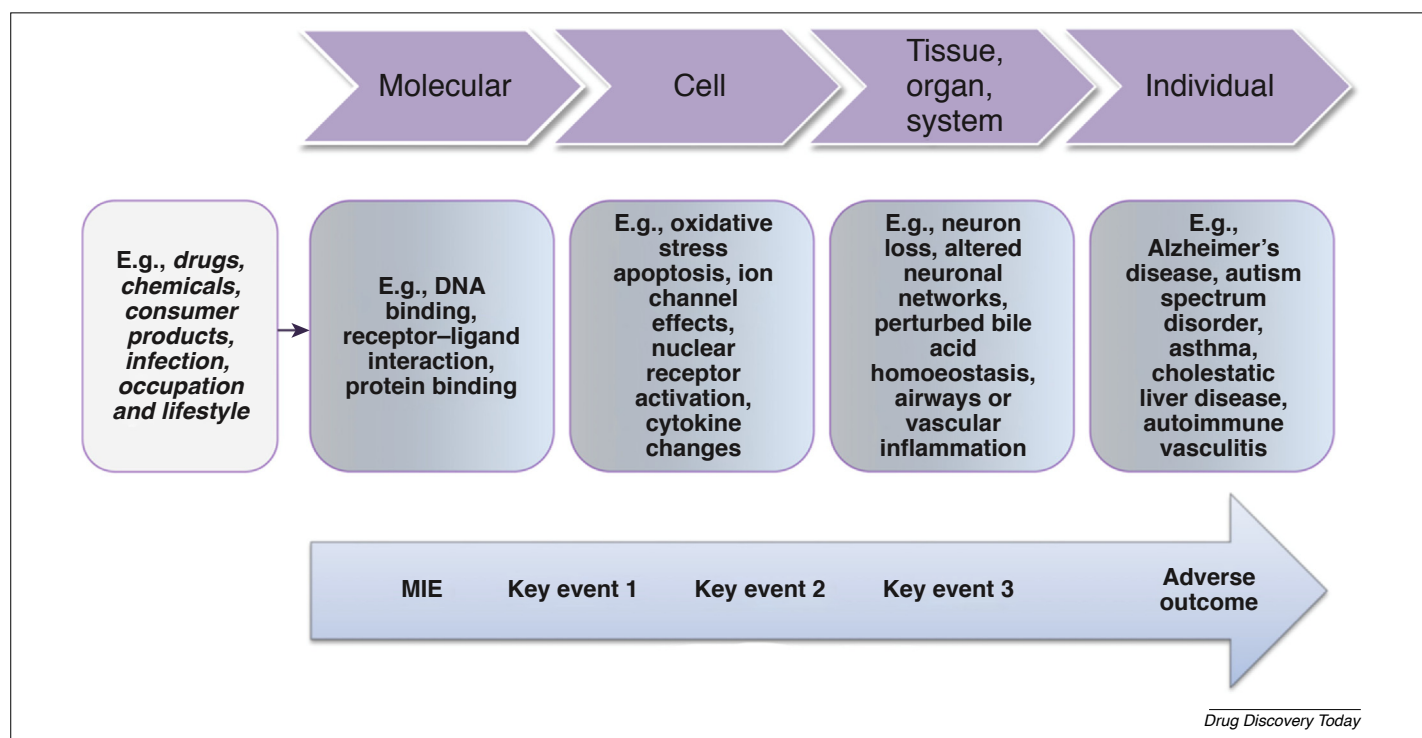 Molecular
Cell
Tissue,
organ,
system
Individual
E.g., drugs,
chemicals,
consumer
products,
infection,
occupation
and lifestyle
E.g., DNA
binding,
receptor–ligand
interaction,
protein binding
E.g., oxidative
stress
apoptosis, ion
channel
effects,
nuclear
receptor
activation,
cytokine
changes
E.g., neuron
loss, altered
neuronal
networks,
perturbed bile
acid
homoeostasis,
airways or
vascular
inflammation
E.g.,
Alzheimer’s
disease, autism
spectrum
disorder,
asthma,
cholestatic
liver disease,
autoimmune
vasculitis
MIE
Key event 1
Key event 2
Key event 3
Adverse
outcome
Drug Discovery Today